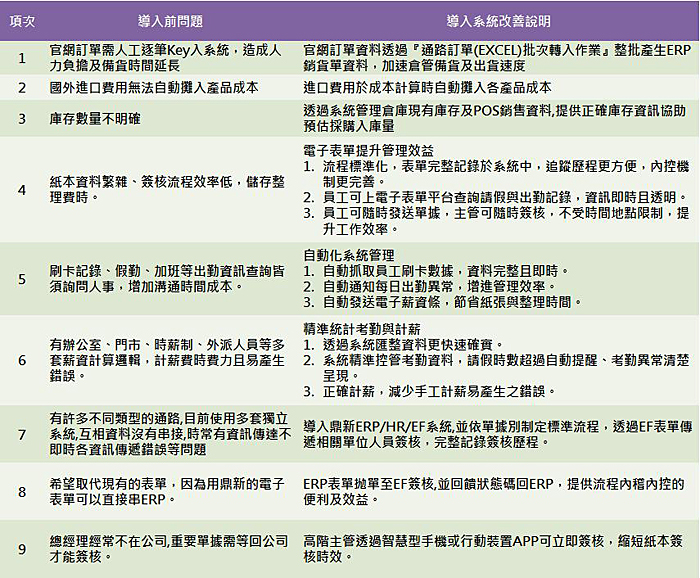 項次 導入前問題 導入系統改善說明
1 官網訂單需人工逐筆Key入系統，造成人力負擔及備貨時間延長
官網訂單資料透過『通路訂單(EXCEL)批次轉入作業』整批產生ERP銷貨單資料，加速倉管備貨及出貨速度
2 國外進口費用無法自動攤入產品成本
進口費用於成本計算時自動攤入各產品成本
3 庫存數量不明確
透過系統管理倉庫現有庫存及POS銷售資料,提供正確庫存資訊協助預估採購入庫量
4 紙本資料繁雜、簽核流程效率低，儲存整理費時。
電子表單提升管理效益
1. 流程標準化，表單完整記錄於系統中，追蹤歷程更方便，內控機制更完善。
2. 員工可上電子表單平台查詢請假與出勤記錄，資訊即時且透明。
3. 員工可隨時發送單據，主管可隨時簽核，不受時間地點限制，提升工作效率。
5 刷卡記錄、假勤、加班等出勤資訊查詢皆須詢問人事，增加溝通時間成本。
自動化系統管理
1. 自動抓取員工刷卡數據，資料完整且即時。
2. 自動通知每日出勤異常，增進管理效率。
3. 自動發送電子薪資條，節省紙張與整理時間。
6 有辦公室、門市、時薪制、外派人員等多套薪資計算邏輯，計薪費時費力且易產生錯誤。
精準統計考勤與計薪
1. 透過系統匯整資料更快速確實。
2. 系統精準控管考勤資料，請假時數超過自動提醒、考勤異常清楚呈現。
3. 正確計薪，減少手工計薪易產生之錯誤。
7 有許多不同類型的通路,目前使用多套獨立系統,互相資料沒有串接,時常有資訊傳達不即時各資訊傳遞錯誤等問題
導入鼎新ERP/HR/EF系統,並依單據別制定標準流程，透過EF表單傳遞相關單位人員簽核，完整記錄簽核歷程。
8 希望取代現有的表單，因為用鼎新的電子表單可以直接串ERP。
ERP表單拋單至EF簽核,並回饋狀態碼回ERP，提供流程內稽內控的便利及效益。
9 總經理經常不在公司,重要單據需等回公司才能簽核。
高階主管透過智慧型手機或行動裝置APP可立即簽核，縮短紙本簽核時效。